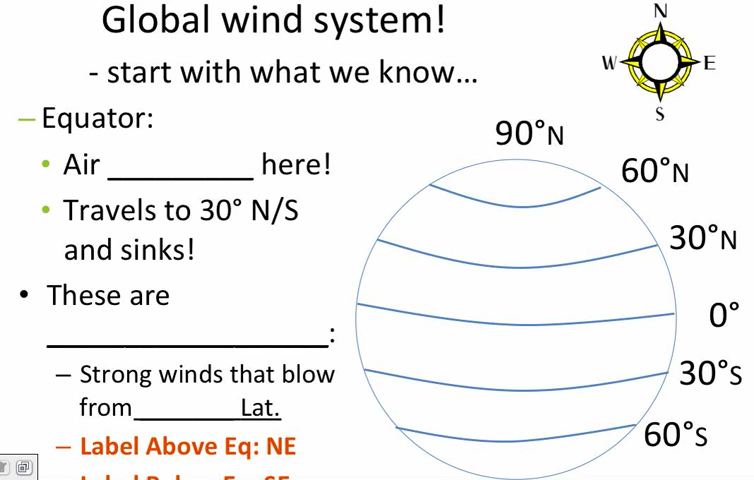 Global wind system!
- start with what we know...
– Equator:
• Air _________ here!
• Travels to 30° N/S
and sinks!
• These are
__________________:
– Strong winds that blow
from________Lat.
– Label Above Eq: NE
N
W E
S
90°N
60°N
30°N
0°
30°S
60°S